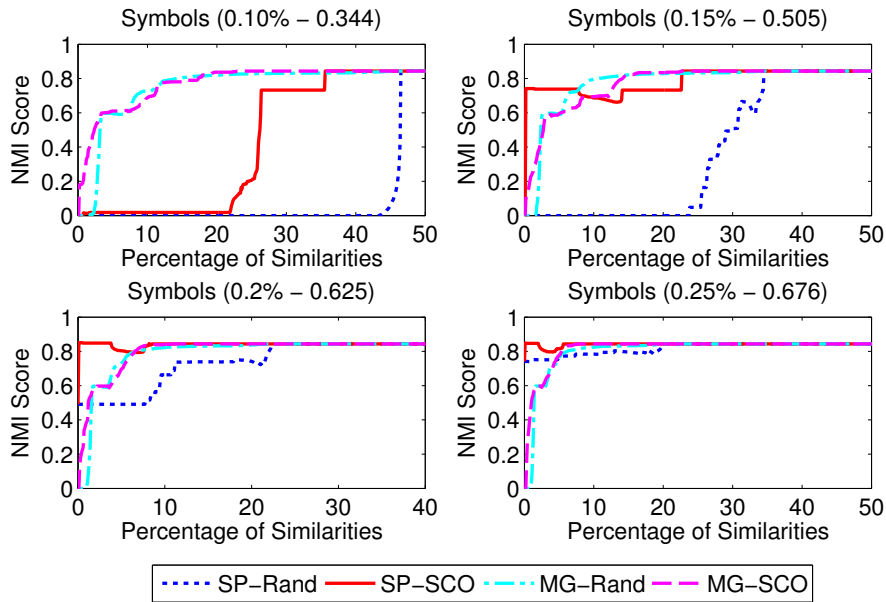 Symbols (0.10% − 0.344)
NMI Score
1
0.8
0.6
0.4
0.2
0
0 10 20 30 40 50
Percentage of Similarities
Symbols (0.15% − 0.505)
NMI Score
1
0.8
0.6
0.4
0.2
0
0 10 20 30 40 50
Percentage of Similarities
Symbols (0.2% − 0.625)
NMI Score
1
0.8
0.6
0.4
0.2
0
0 10 20 30 40
Percentage of Similarities
Symbols (0.25% − 0.676)
NMI Score
1
0.8
0.6
0.4
0.2
0
0 10 20 30 40 50
Percentage of Similarities
SP−Rand SP−SCO MG−Rand MG−SCO